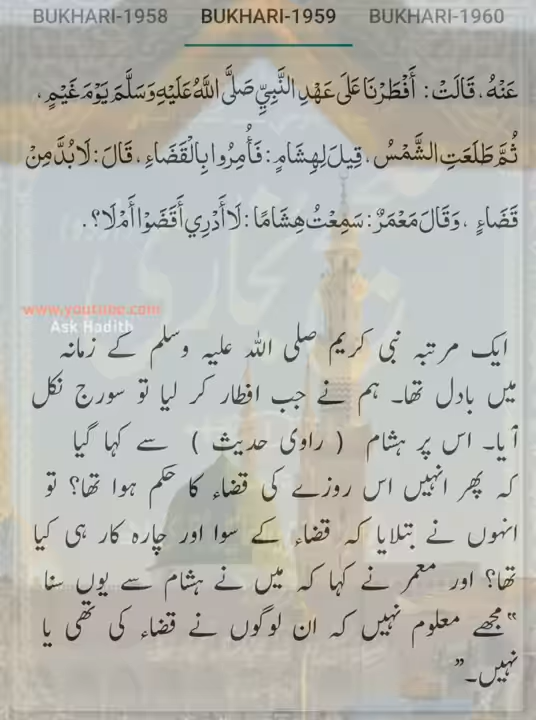 BUKHARI-1958 BUKHARI-1959 BUKHARI-1960
عَنْهُ، قَالَتْ: أَفْطَرْنَا عَلَى عَهْدِ النَّبِيِّ صَلَّى اللَّهُ عَلَيْهِ وَسَلَّمَ يَوْمَ غَيْمٍ،
ثُمَّ طَلَعَتِ الشَّمْسُ، قِيلَ لِهِشَامٍ: فَأُمِرُوا بِالْقَضَاءِ، قَالَ: لَا بُدَّ مِنْ
قَضَاءٍ، وَقَالَ مَعْمَرٌ: سَمِعْتُ هِشَامًا: لَا أَدْرِي أَقَضَوْا أَمْ لَا؟.
www.youtube.com
Ask Hadith
ایک مرتبہ نبی کریم صلی اللہ علیہ وسلم کے زمانہ
میں بادل تھا۔ ہم نے جب افطار کر لیا تو سورج نکل
آیا۔ اس پر ہشام ( راوی حدیث ) سے کہا گیا
کہ پھر انہیں اس روزے کی قضاء کا حکم ہوا تھا؟ تو
انہوں نے بتلایا کہ قضاء کے سوا اور چارہ کار ہی کیا
تھا؟ اور معمر نے کہا کہ میں نے ہشام سے یوں سنا
”مجھے معلوم نہیں کہ ان لوگوں نے قضاء کی تھی یا
نہیں۔”